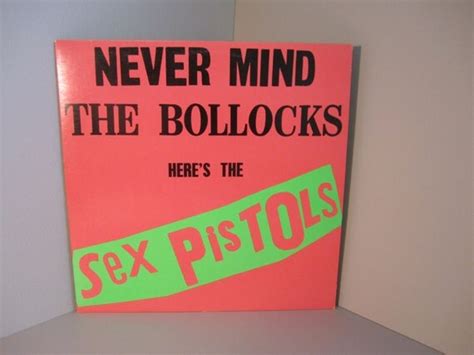 NEVER MIND
THE BOLLOCKS
HERE'S THE
Sex PisTOLs